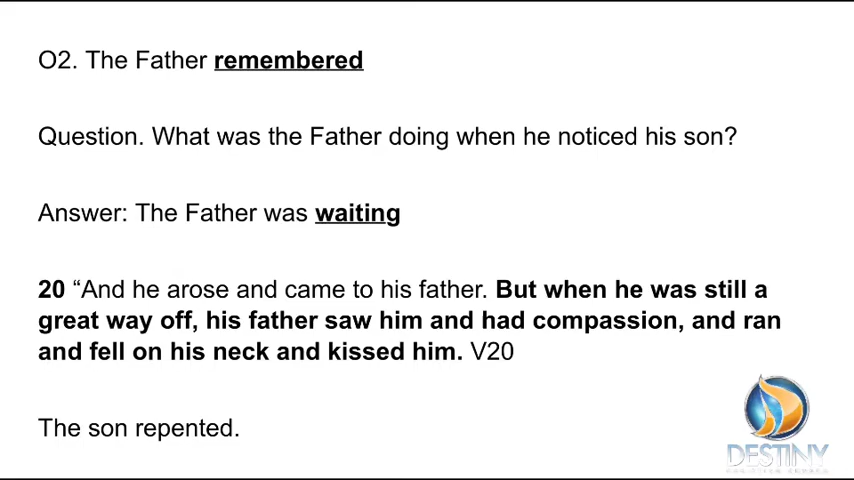 O2. The Father remembered
Question. What was the Father doing when he noticed his son?
Answer: The Father was waiting
20 “And he arose and came to his father. But when he was still a
great way off, his father saw him and had compassion, and ran
and fell on his neck and kissed him. V20
The son repented.
DESTINY